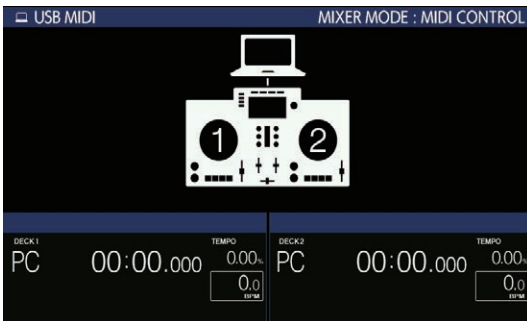 USB MIDI
MIXER MODE : MIDI CONTROL
1
2
DECK1
PC
00:00.000
TEMPO
0.00%
0.0
BPM
DECK2
PC
00:00.000
TEMPO
0.00%
0.0
BPM